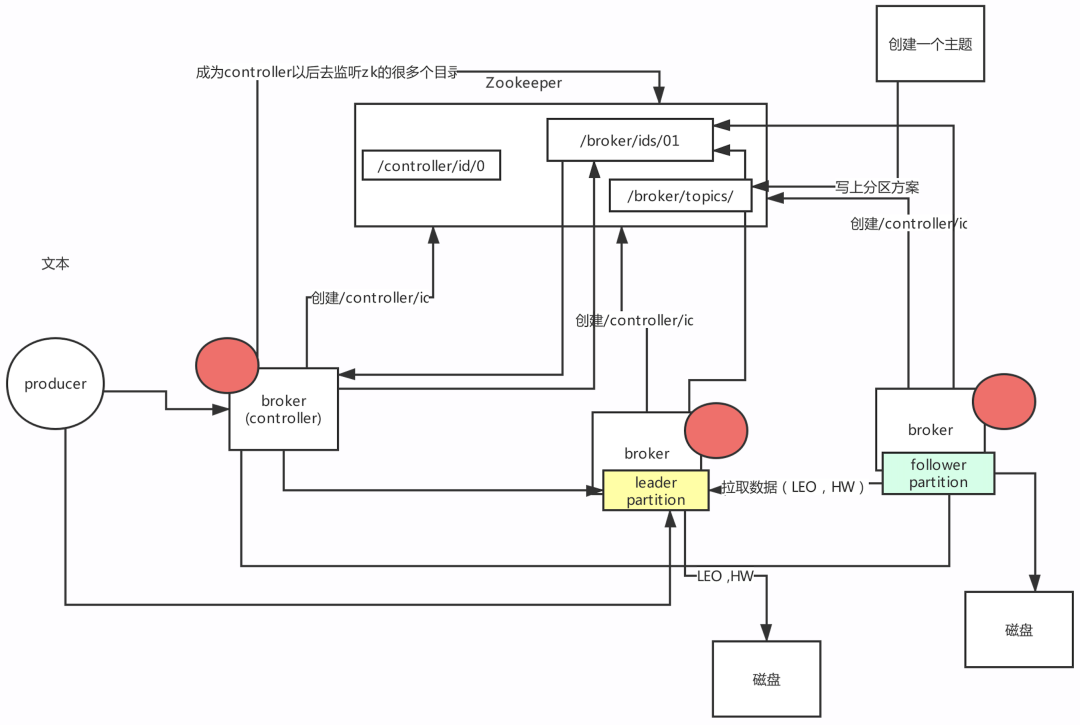 创建一个主题
成为controller以后去监听zk的很多个目录
Zookeeper
/broker/ids/01
/controller/id/0
/broker/topics/
写上分区方案
创建/controller/ic
文本
创建/controller/ic
创建/controller/ic
producer
broker
(controller)
broker
broker
leader
partition
拉取数据（LEO，HW）
follower
partition
LEO ,HW
磁盘
磁盘